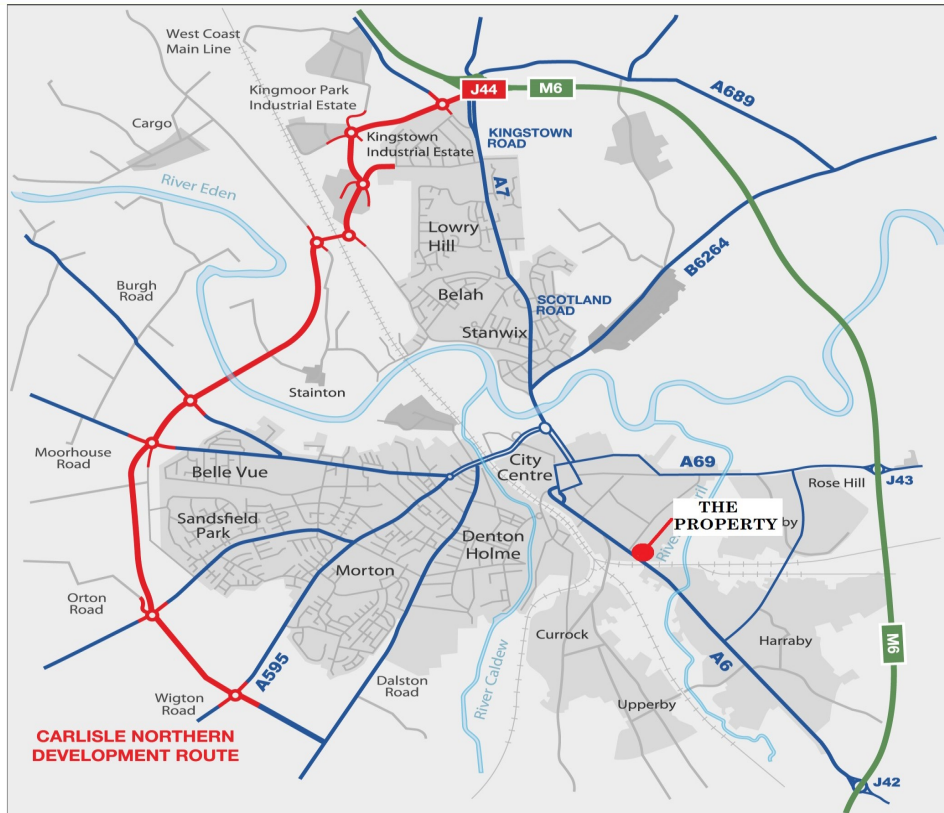 West Coast
Main Line
J44
M6
A689
Kingmoor Park
Industrial Estate
Cargo
Kingstown
Industrial Estate
KINGSTOWN
ROAD
River Eden
A7
Lowry
Hill
B6264
Burgh
Road
Belah
SCOTLAND
ROAD
Stanwix
Stainton
Moorhouse
Road
Belle Vue
City
Centre
A69
Rose Hill
J43
THE
PROPERTY
Sandsfield
Park
Denton
Holme
Morton
Orton
Road
Currock
Harraby
M6
A6
A595
Dalston
Road
River Caldew
Wigton
Road
Upperby
CARLISLE NORTHERN
DEVELOPMENT ROUTE
J42